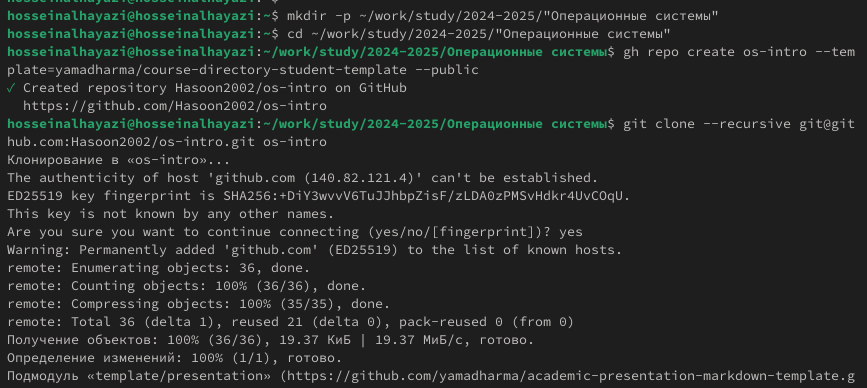 hosseinalhayazi@hosseinalhayazi:~$ mkdir -p ~/work/study/2024-2025/"Операционные системы"
hosseinalhayazi@hosseinalhayazi:~$ cd ~/work/study/2024-2025/"Операционные системы"
hosseinalhayazi@hosseinalhayazi:~/work/study/2024-2025/Операционные системы$ gh repo create os-intro --tem
plate=yamadharma/course-directory-student-template --public
✓ Created repository Hasoon2002/os-intro on GitHub
https://github.com/Hasoon2002/os-intro
hosseinalhayazi@hosseinalhayazi:~/work/study/2024-2025/Операционные системы$ git clone --recursive git@git
hub.com:Hasoon2002/os-intro.git os-intro
Клонирование в «os-intro»...
The authenticity of host 'github.com (140.82.121.4)' can't be established.
ED25519 key fingerprint is SHA256:+DiY3wvvV6TuJJhbpZisF/zLDA0zPMSvHdkr4UvCOqU.
This key is not known by any other names.
Are you sure you want to continue connecting (yes/no/[fingerprint])? yes
Warning: Permanently added 'github.com' (ED25519) to the list of known hosts.
remote: Enumerating objects: 36, done.
remote: Counting objects: 100% (36/36), done.
remote: Compressing objects: 100% (35/35), done.
remote: Total 36 (delta 1), reused 21 (delta 0), pack-reused 0 (from 0)
Получение объектов: 100% (36/36), 19.37 КиБ | 19.37 МиБ/с, готово.
Определение изменений: 100% (1/1), готово.
Подмодуль «template/presentation» (https://github.com/yamadharma/academic-presentation-markdown-template.g